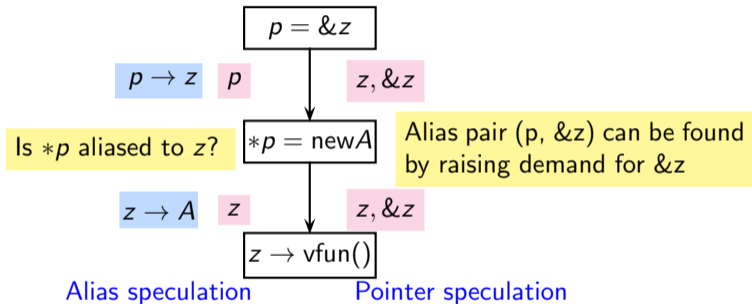 p = &z
p → z p z, &z
Is *p aliased to z? *p = newA Alias pair (p, &z) can be found
by raising demand for &z
z → A z z, &z
z → vfun()
Alias speculation Pointer speculation